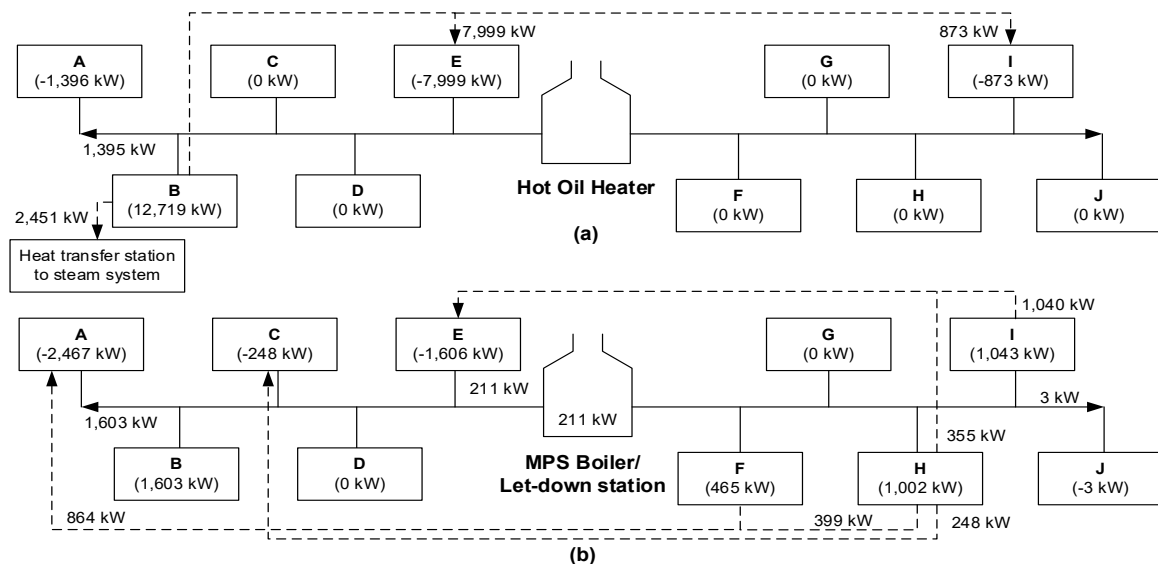 7,999 kW
873 kW
A
(-1,396 kW)
C
(0 kW)
E
(-7,999 kW)
G
(0 kW)
I
(-873 kW)
1,395 kW
B
(12,719 kW)
D
(0 kW)
Hot Oil Heater
F
(0 kW)
H
(0 kW)
J
(0 kW)
2,451 kW
Heat transfer station
to steam system
(a)
1,040 kW
A
(-2,467 kW)
C
(-248 kW)
E
(-1,606 kW)
G
(0 kW)
I
(1,043 kW)
211 kW
211 kW
3 kW
1,603 kW
355 kW
B
(1,603 kW)
D
(0 kW)
MPS Boiler/
Let-down station
F
(465 kW)
H
(1,002 kW)
J
(-3 kW)
864 kW
399 kW
248 kW
(b)